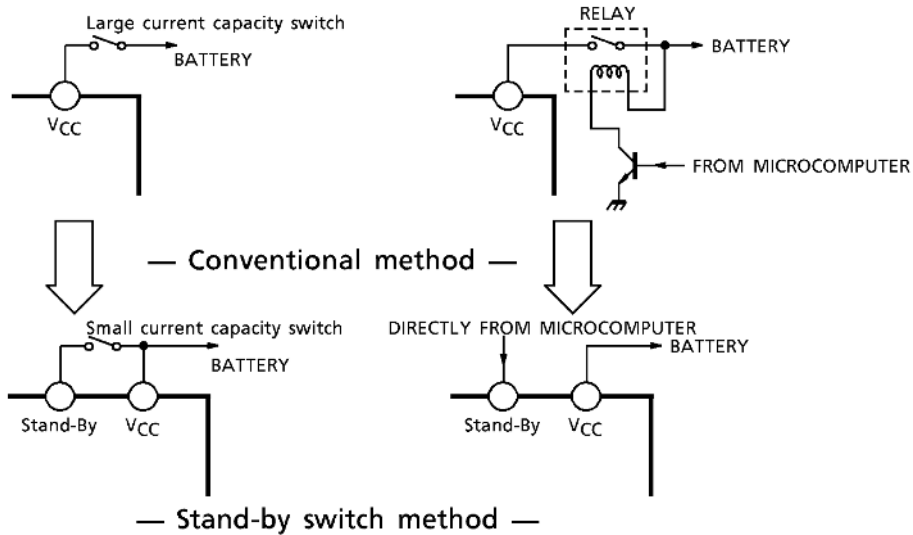 Large current capacity switch
BATTERY
VCC
RELAY
BATTERY
VCC
FROM MICROCOMPUTER
— Conventional method —
Small current capacity switch
BATTERY
Stand-By
VCC
DIRECTLY FROM MICROCOMPUTER
BATTERY
Stand-By
VCC
— Stand-by switch method —